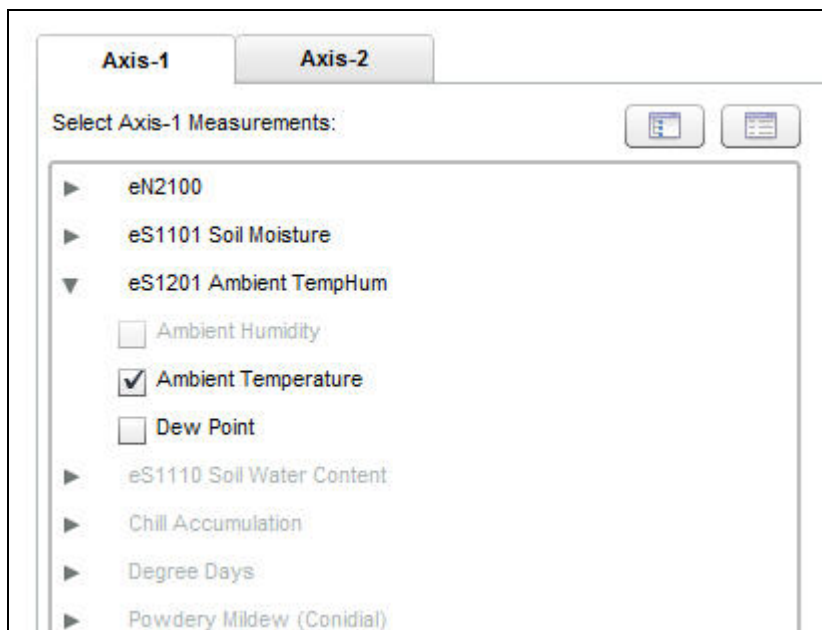 Axis-1
Axis-2
Select Axis-1 Measurements:
eN2100
eS1101 Soil Moisture
eS1201 Ambient TempHum
Ambient Humidity
Ambient Temperature
Dew Point
eS1110 Soil Water Content
Chill Accumulation
Degree Days
Powdery Mildew (Conidial)